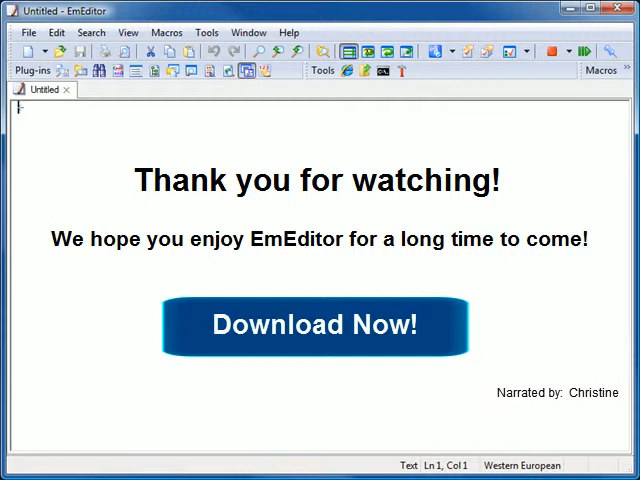 Untitled - EmEditor
File Edit Search View Macros Tools Window Help
Plug-ins Tools Macros »
Untitled
Thank you for watching!
We hope you enjoy EmEditor for a long time to come!
Download Now!
Narrated by: Christine
Text Ln 1, Col 1 Western European